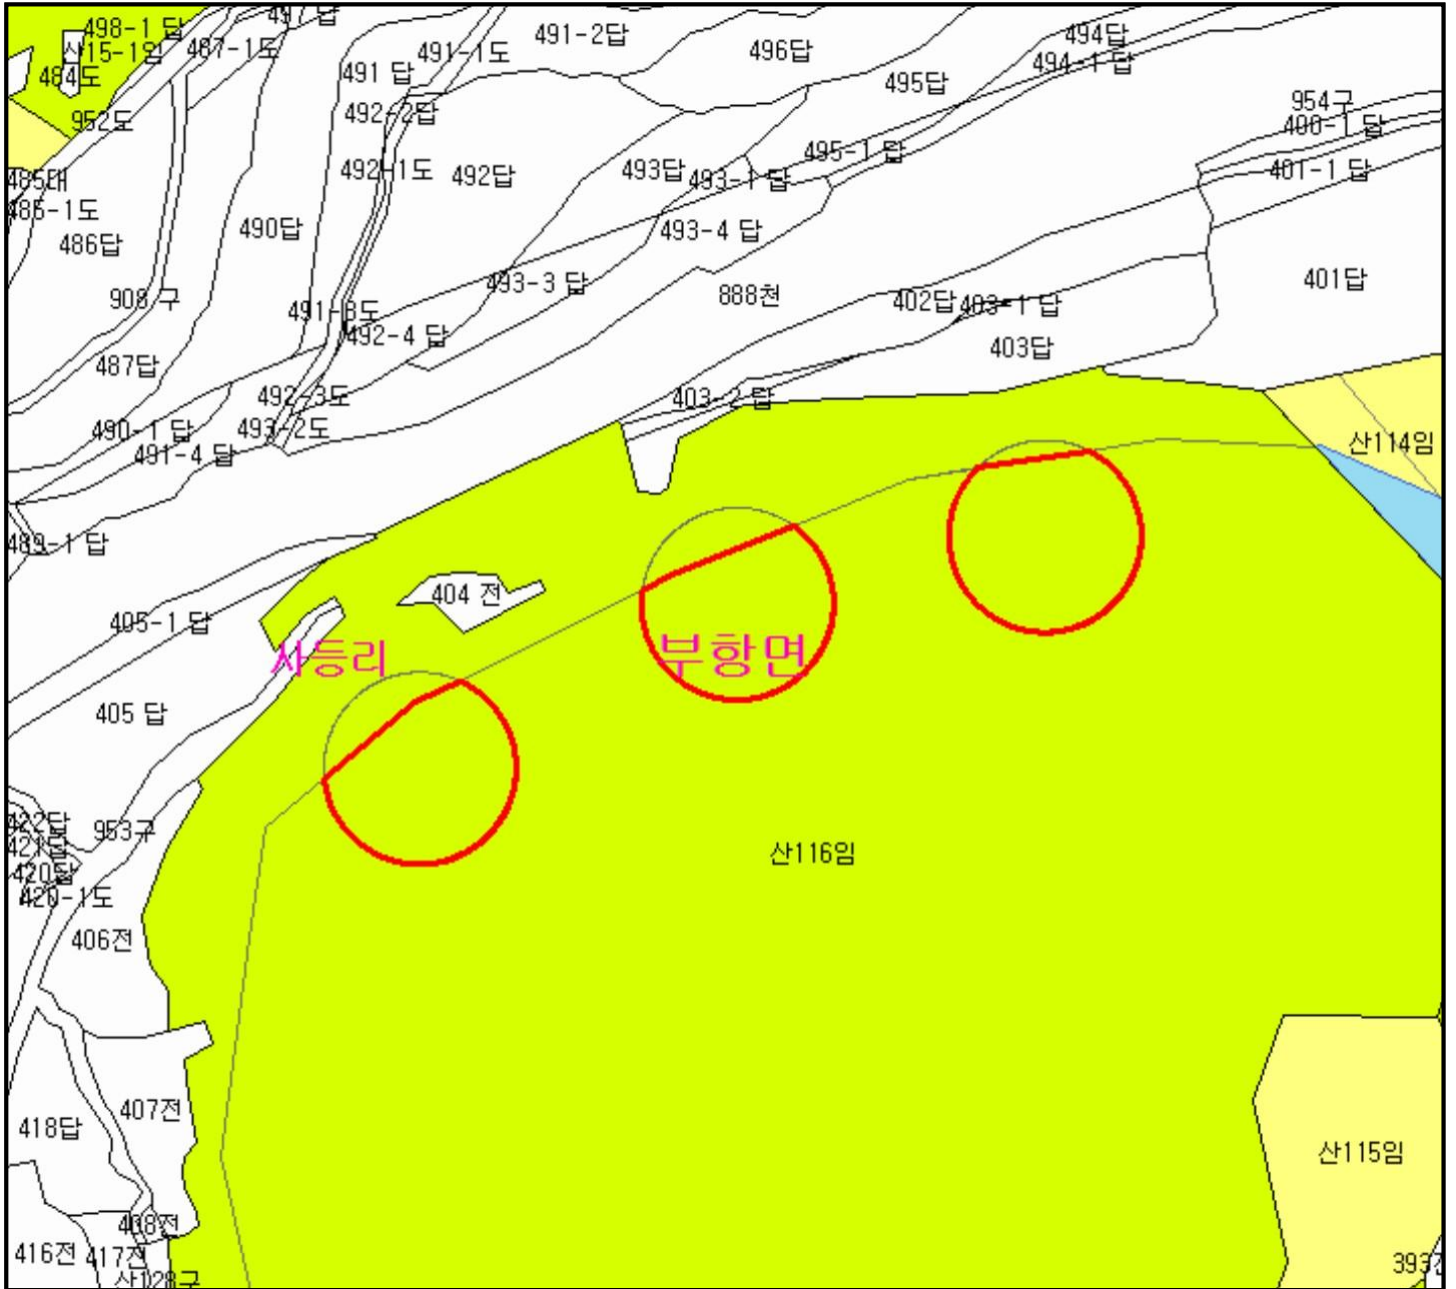 498-1 답
497답
산15-1임
487-1도
484도
952도
491-1도
491-2답
496답
494답
494-1 답
491 답
495답
954구
400-1 답
492-2답
492-1도
492답
493답
493-1 답
495-1 답
401-1 답
485대
485-1도
486답
490답
493-4 답
908 구
491-3도
493-3 답
888천
402답
403-1 답
401답
492-4 답
403답
487답
492-3도
403-2 답
490-1 답
493-2도
491-4 답
산114임
489-1 답
404 전
405-1 답
사등리
부항면
405 답
422답
953구
421답
420답
420-1도
산116임
406전
407전
418답
산115임
408전
416전
417전
산128구